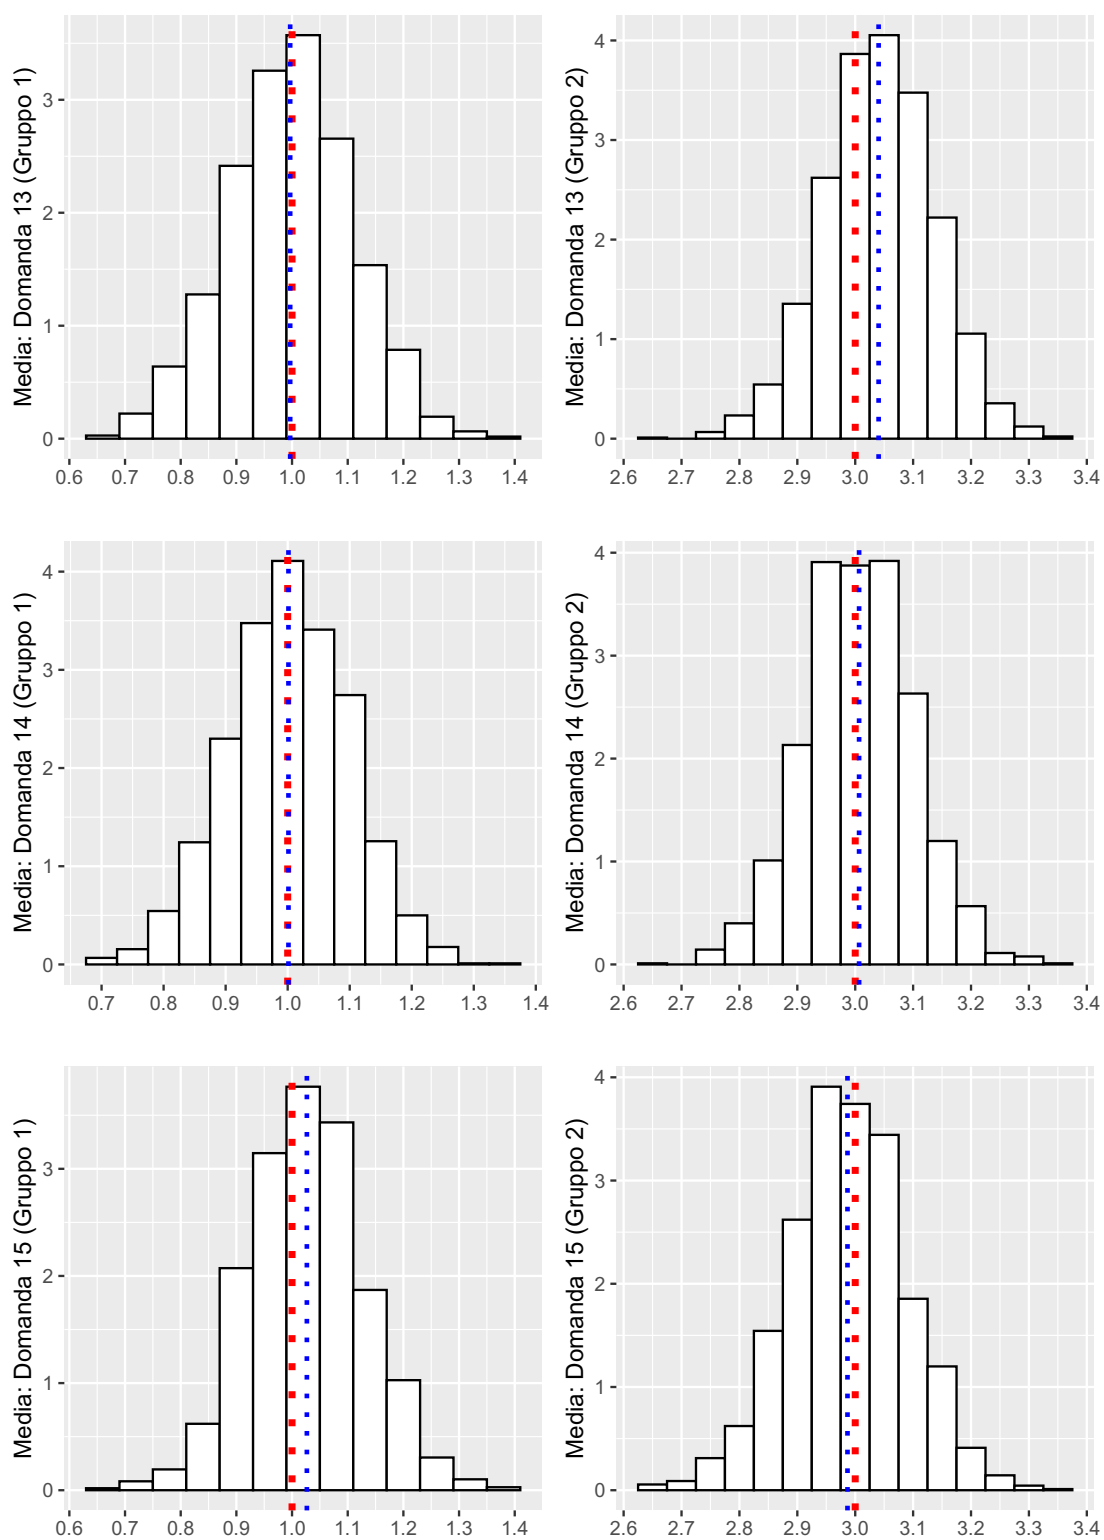 Media: Domanda 13 (Gruppo 1)
3
2
1
0
0.6 0.7 0.8 0.9 1.0 1.1 1.2 1.3 1.4
Media: Domanda 13 (Gruppo 2)
4
3
2
1
0
2.6 2.7 2.8 2.9 3.0 3.1 3.2 3.3 3.4
Media: Domanda 14 (Gruppo 1)
4
3
2
1
0
0.7 0.8 0.9 1.0 1.1 1.2 1.3 1.4
Media: Domanda 14 (Gruppo 2)
4
3
2
1
0
2.6 2.7 2.8 2.9 3.0 3.1 3.2 3.3 3.4
Media: Domanda 15 (Gruppo 1)
3
2
1
0
0.6 0.7 0.8 0.9 1.0 1.1 1.2 1.3 1.4
Media: Domanda 15 (Gruppo 2)
4
3
2
1
0
2.6 2.7 2.8 2.9 3.0 3.1 3.2 3.3 3.4